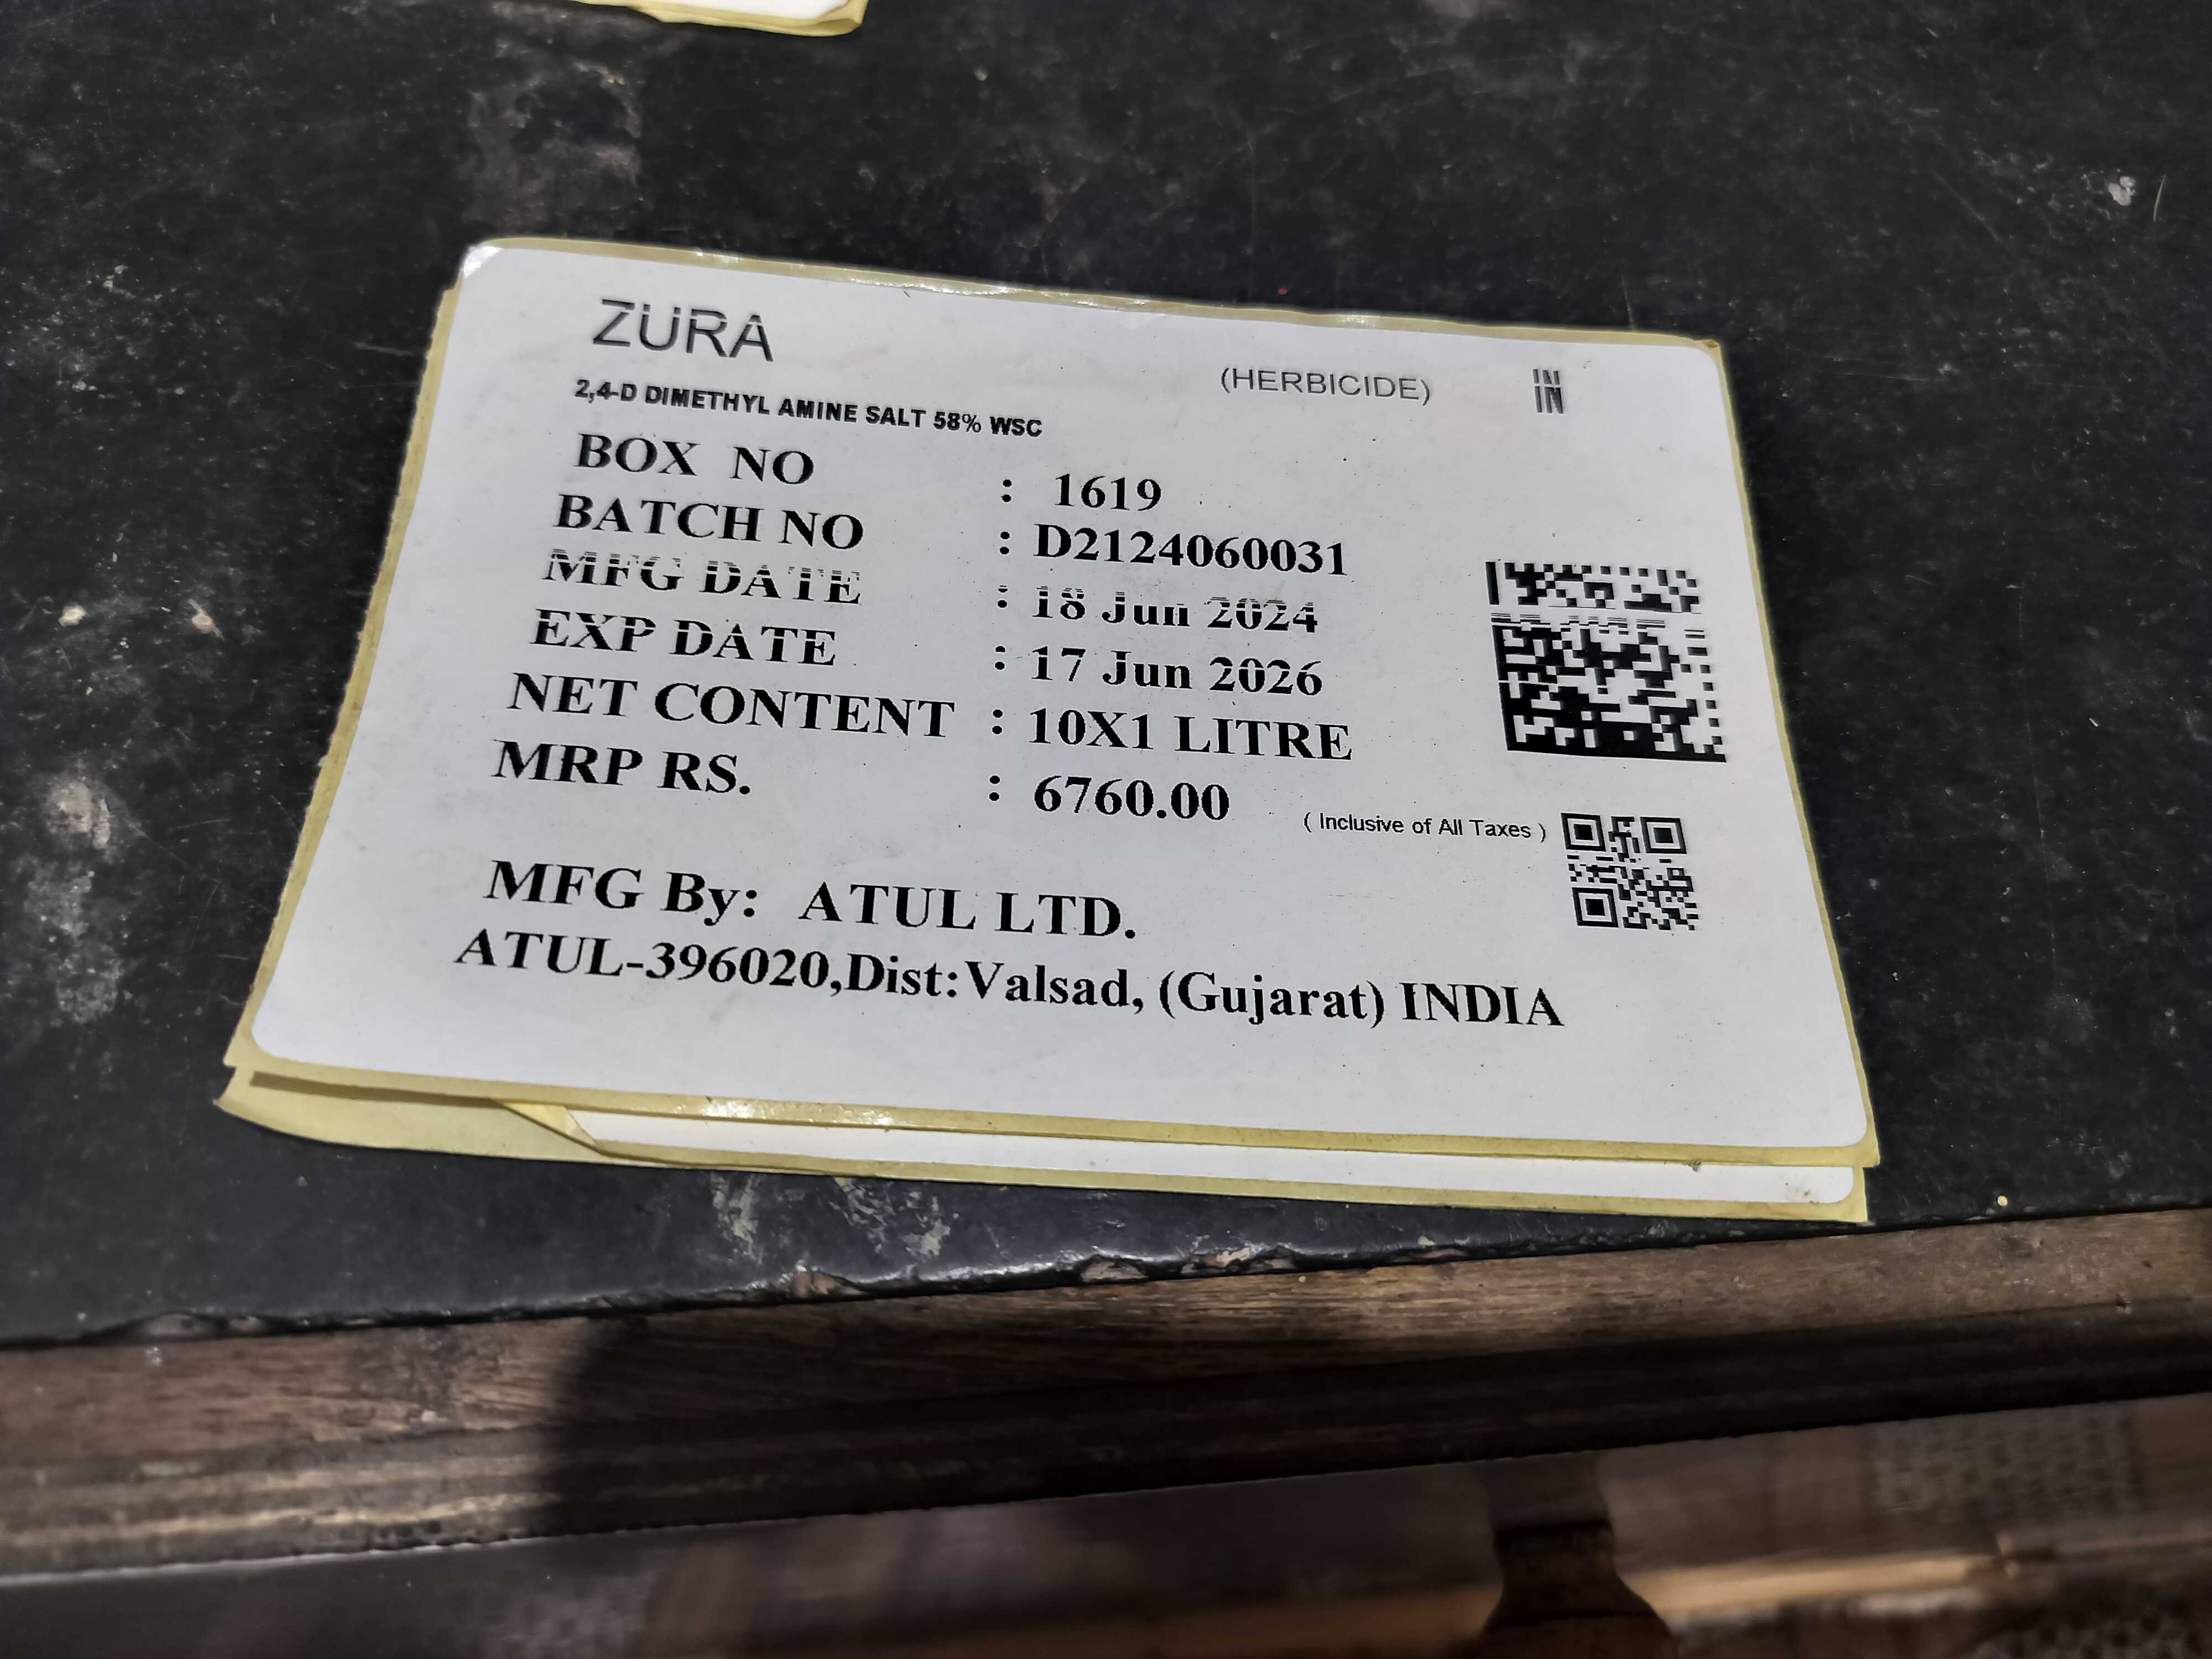 ZURA
(HERBICIDE) IN
IN
2,4-D DIMETHYL AMINE SALT 58% WSC
BOX NO : 1619
BATCH NO : D2124060031
MFG DATE : 18 Jun 2024
EXP DATE : 17 Jun 2026
NET CONTENT : 10X1 LITRE
MRP RS. : 6760.00 ( Inclusive of All Taxes )
MFG By: ATUL LTD.
ATUL-396020,Dist:Valsad, (Gujarat) INDIA